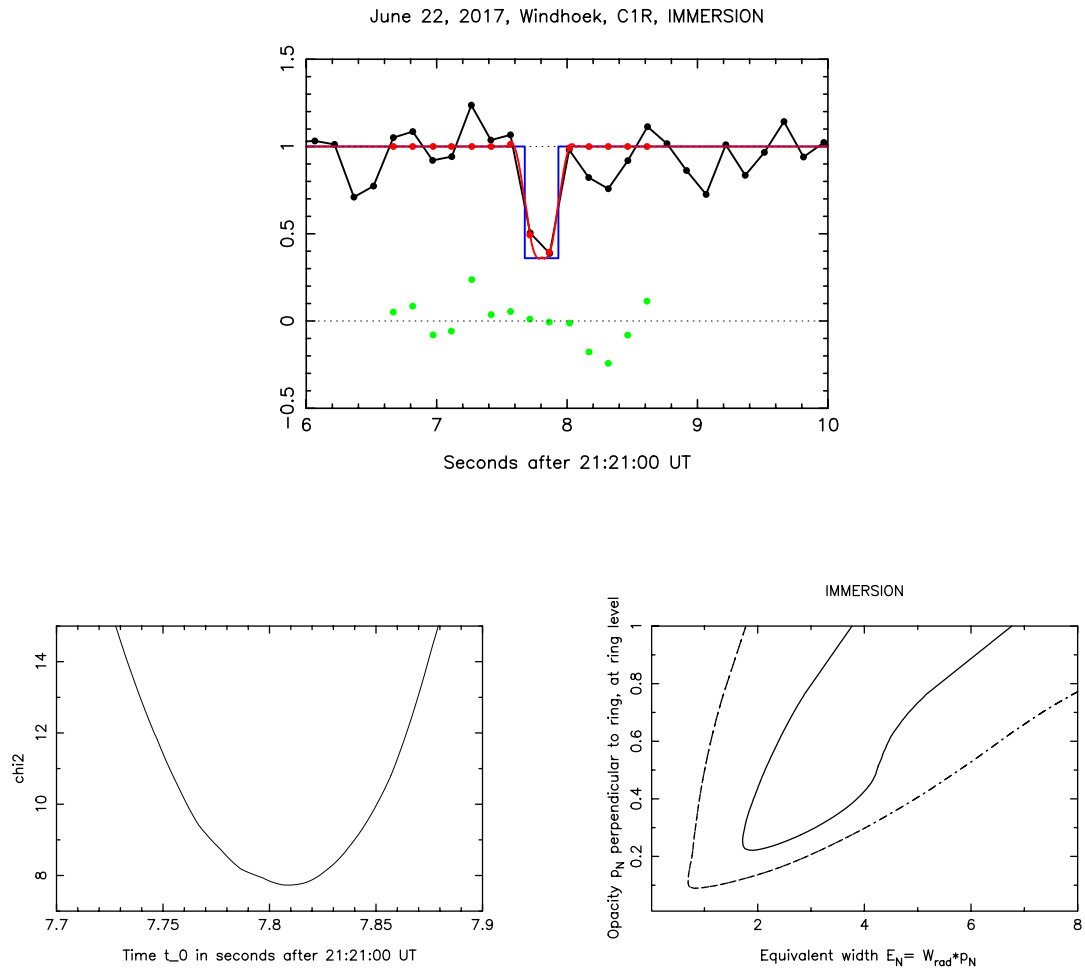 June 22, 2017, Windhoek, C1R, IMMERSION
1.5
1
0.5
0
-0.5
6 7 8 9 10
Seconds after 21:21:00 UT
14
12
10
8
chi2
7.7 7.75 7.8 7.85 7.9
Time t_0 in seconds after 21:21:00 UT
IMMERSION
Opacity p_N perpendicular to ring, at ring level
1
0.8
0.6
0.4
0.2
2 4 6 8
Equivalent width E_N= W_rad*p_N